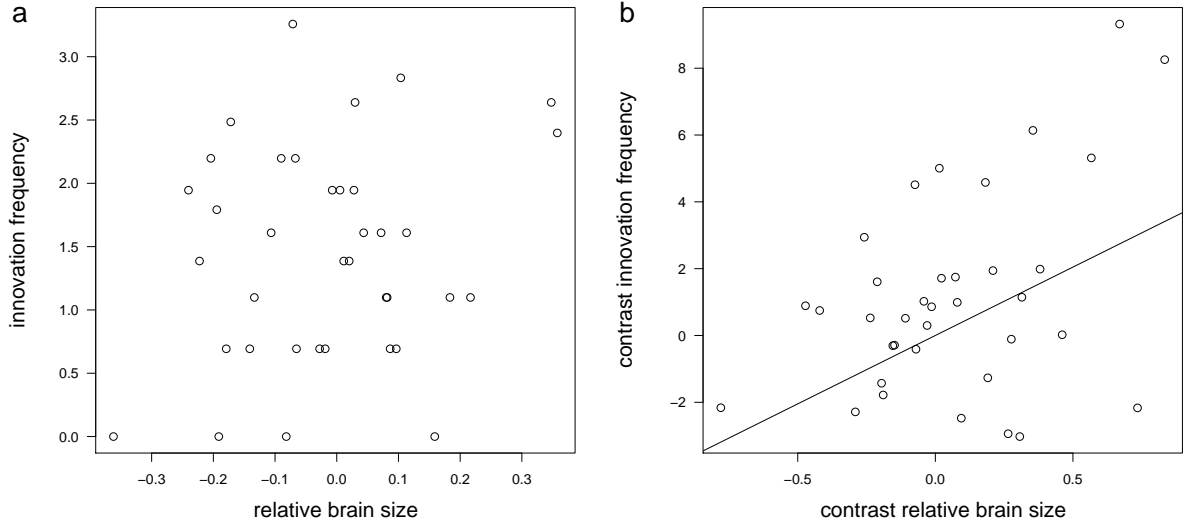 a
innovation frequency
3.0
2.5
2.0
1.5
1.0
0.5
0.0
−0.3 −0.2 −0.1 0.0 0.1 0.2 0.3
relative brain size
b
contrast innovation frequency
8
6
4
2
0
−2
−0.5 0.0 0.5
contrast relative brain size